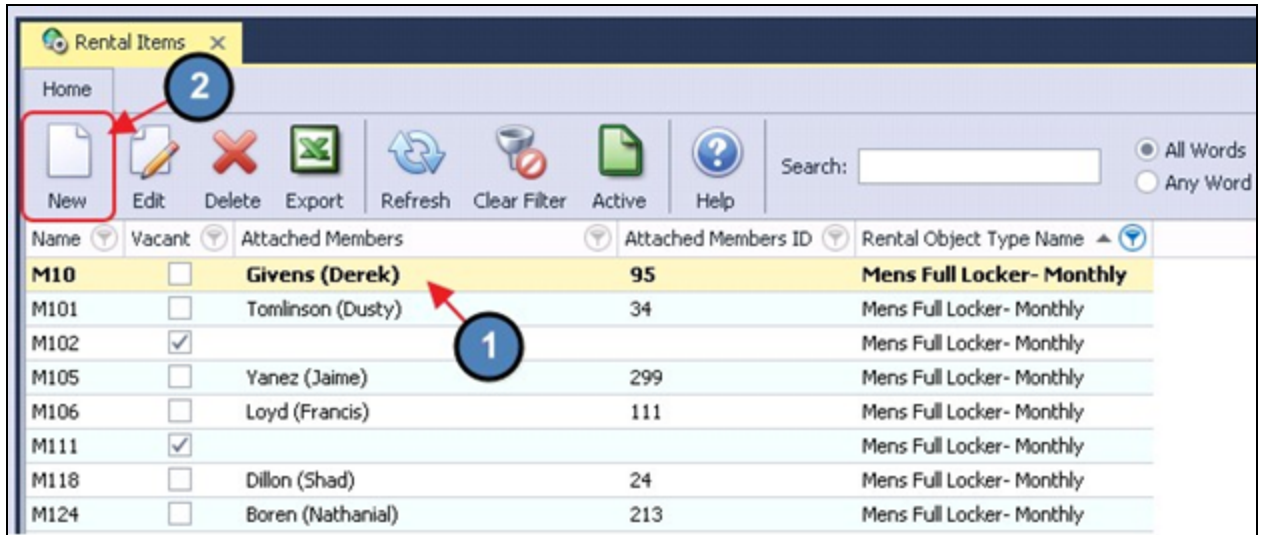 Rental Items
Home
2
New Edit Delete Export Refresh Clear Filter Active Help Search: All Words
Any Word
Name Vacant Attached Members Attached Members ID Rental Object Type Name
M10 Givens (Derek) 95 Mens Full Locker- Monthly
M101 Tomlinson (Dusty) 34 Mens Full Locker- Monthly
1
M102 Mens Full Locker- Monthly
M105 Yanez (Jaime) 299 Mens Full Locker- Monthly
M106 Loyd (Francis) 111 Mens Full Locker- Monthly
M111 Mens Full Locker- Monthly
M118 Dillon (Shad) 24 Mens Full Locker- Monthly
M124 Boren (Nathanial) 213 Mens Full Locker- Monthly